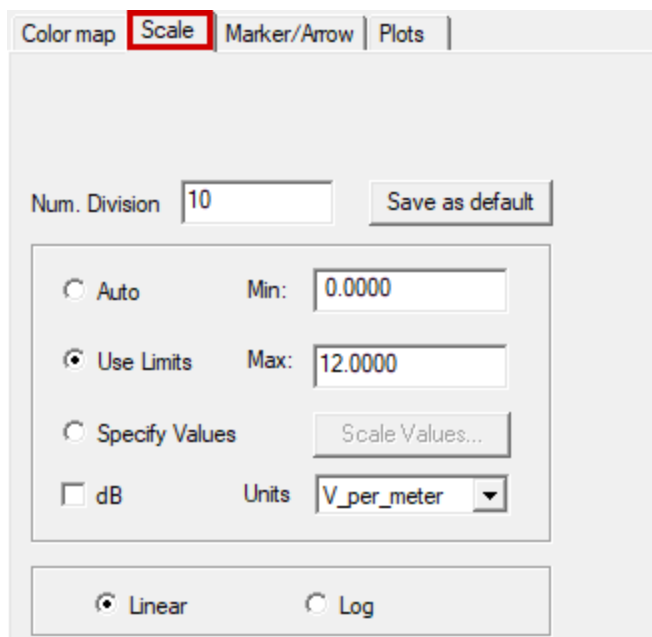 Color map Scale Marker/Arrow Plots
Num. Division 10 Save as default
Auto Min: 0.0000
Use Limits Max: 12.0000
Specify Values Scale Values...
dB Units V_per_meter
Linear Log